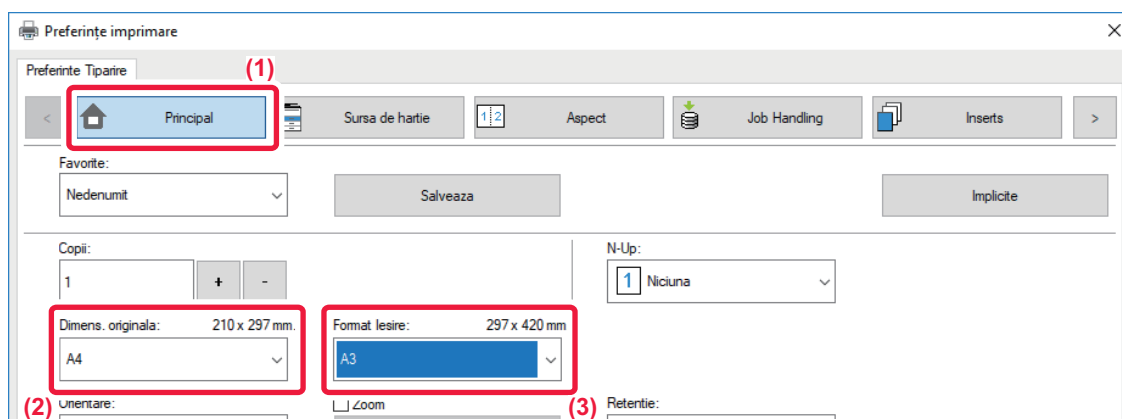 Preferințe imprimare
Preferinte Tiparire
(1)
<
Principal
Sursa de hartie
1 2
Aspect
Job Handling
Inserts
>
Favorite:
Nedenumit
Salveaza
Implicite
Copii:
N-Up:
1
+
-
1 Niciuna
Dimens. originala: 210 x 297 mm.
Format Iesire: 297 x 420 mm
A4
A3
(2)
Orientare:
Zoom
(3)
Retentie: